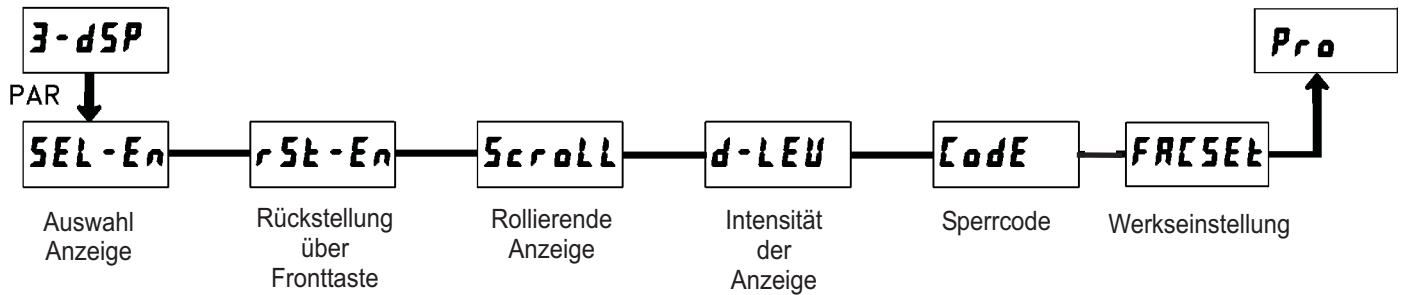 3-dSP
Pro
PAR
SEL-En
rSt-En
ScroLL
d-LEV
CodE
FACSEt
Auswahl
Anzeige
Rückstellung
über
Fronttaste
Rollierende
Anzeige
Intensität
der
Anzeige
Sperrcode
Werkseinstellung